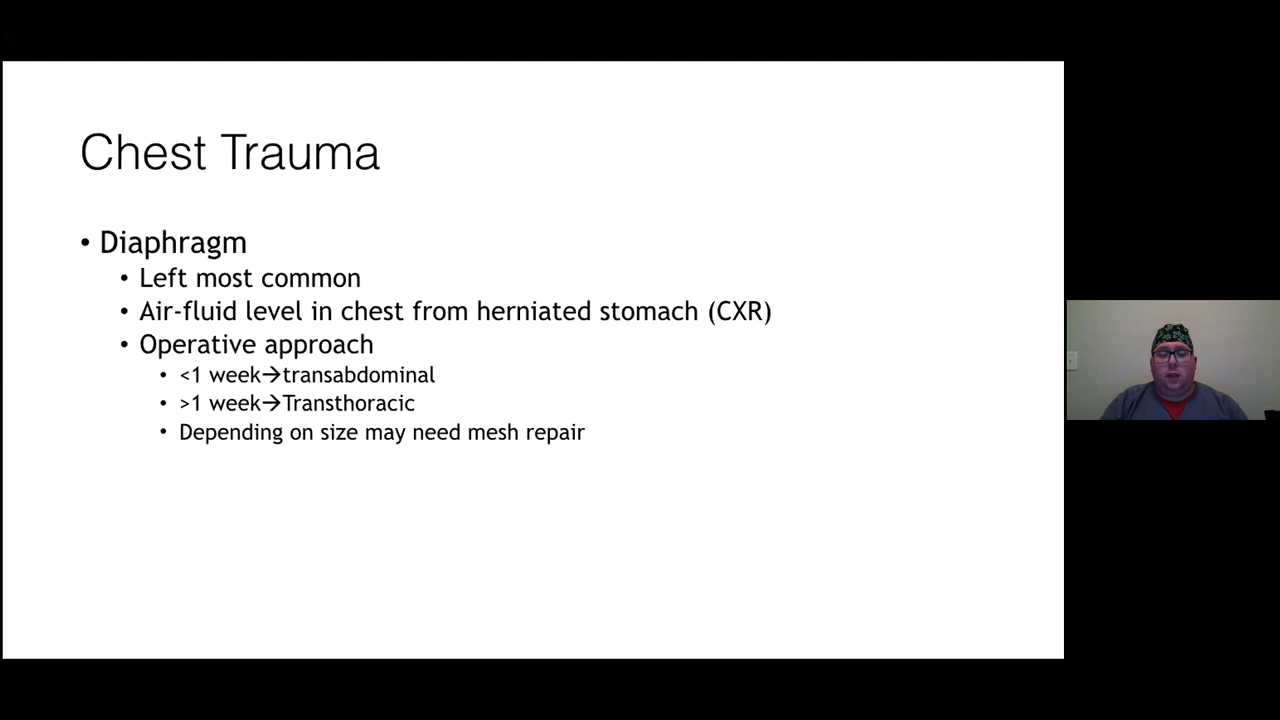 Chest Trauma
• Diaphragm
• Left most common
• Air-fluid level in chest from herniated stomach (CXR)
• Operative approach
• <1 week→transabdominal
• >1 week→Transthoracic
• Depending on size may need mesh repair